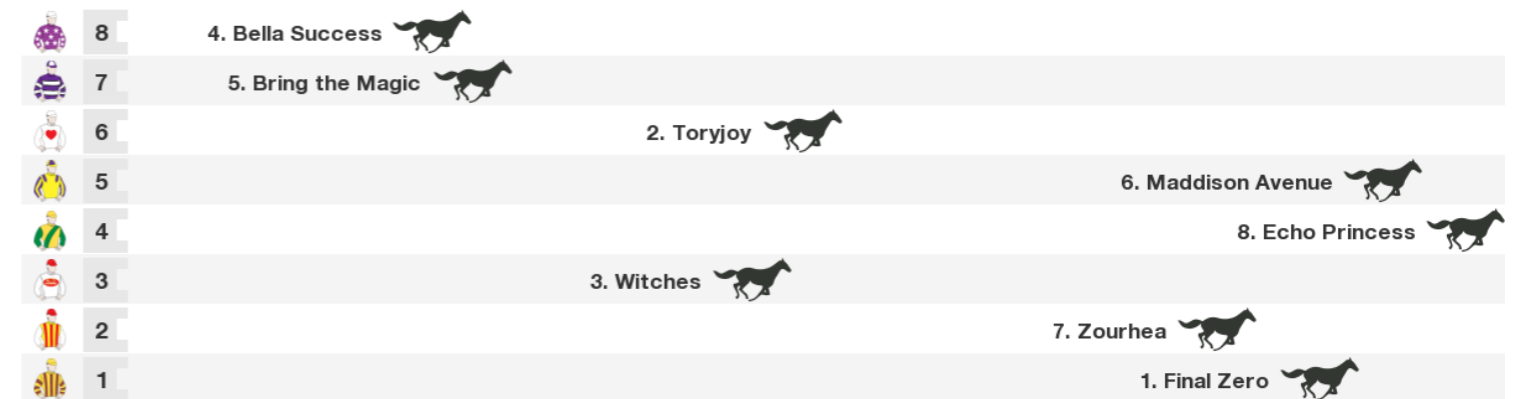 8 4. Bella Success
7 5. Bring the Magic
6 2. Toryjoy
5 6. Maddison Avenue
4 8. Echo Princess
3 3. Witches
2 7. Zourhea
1 1. Final Zero